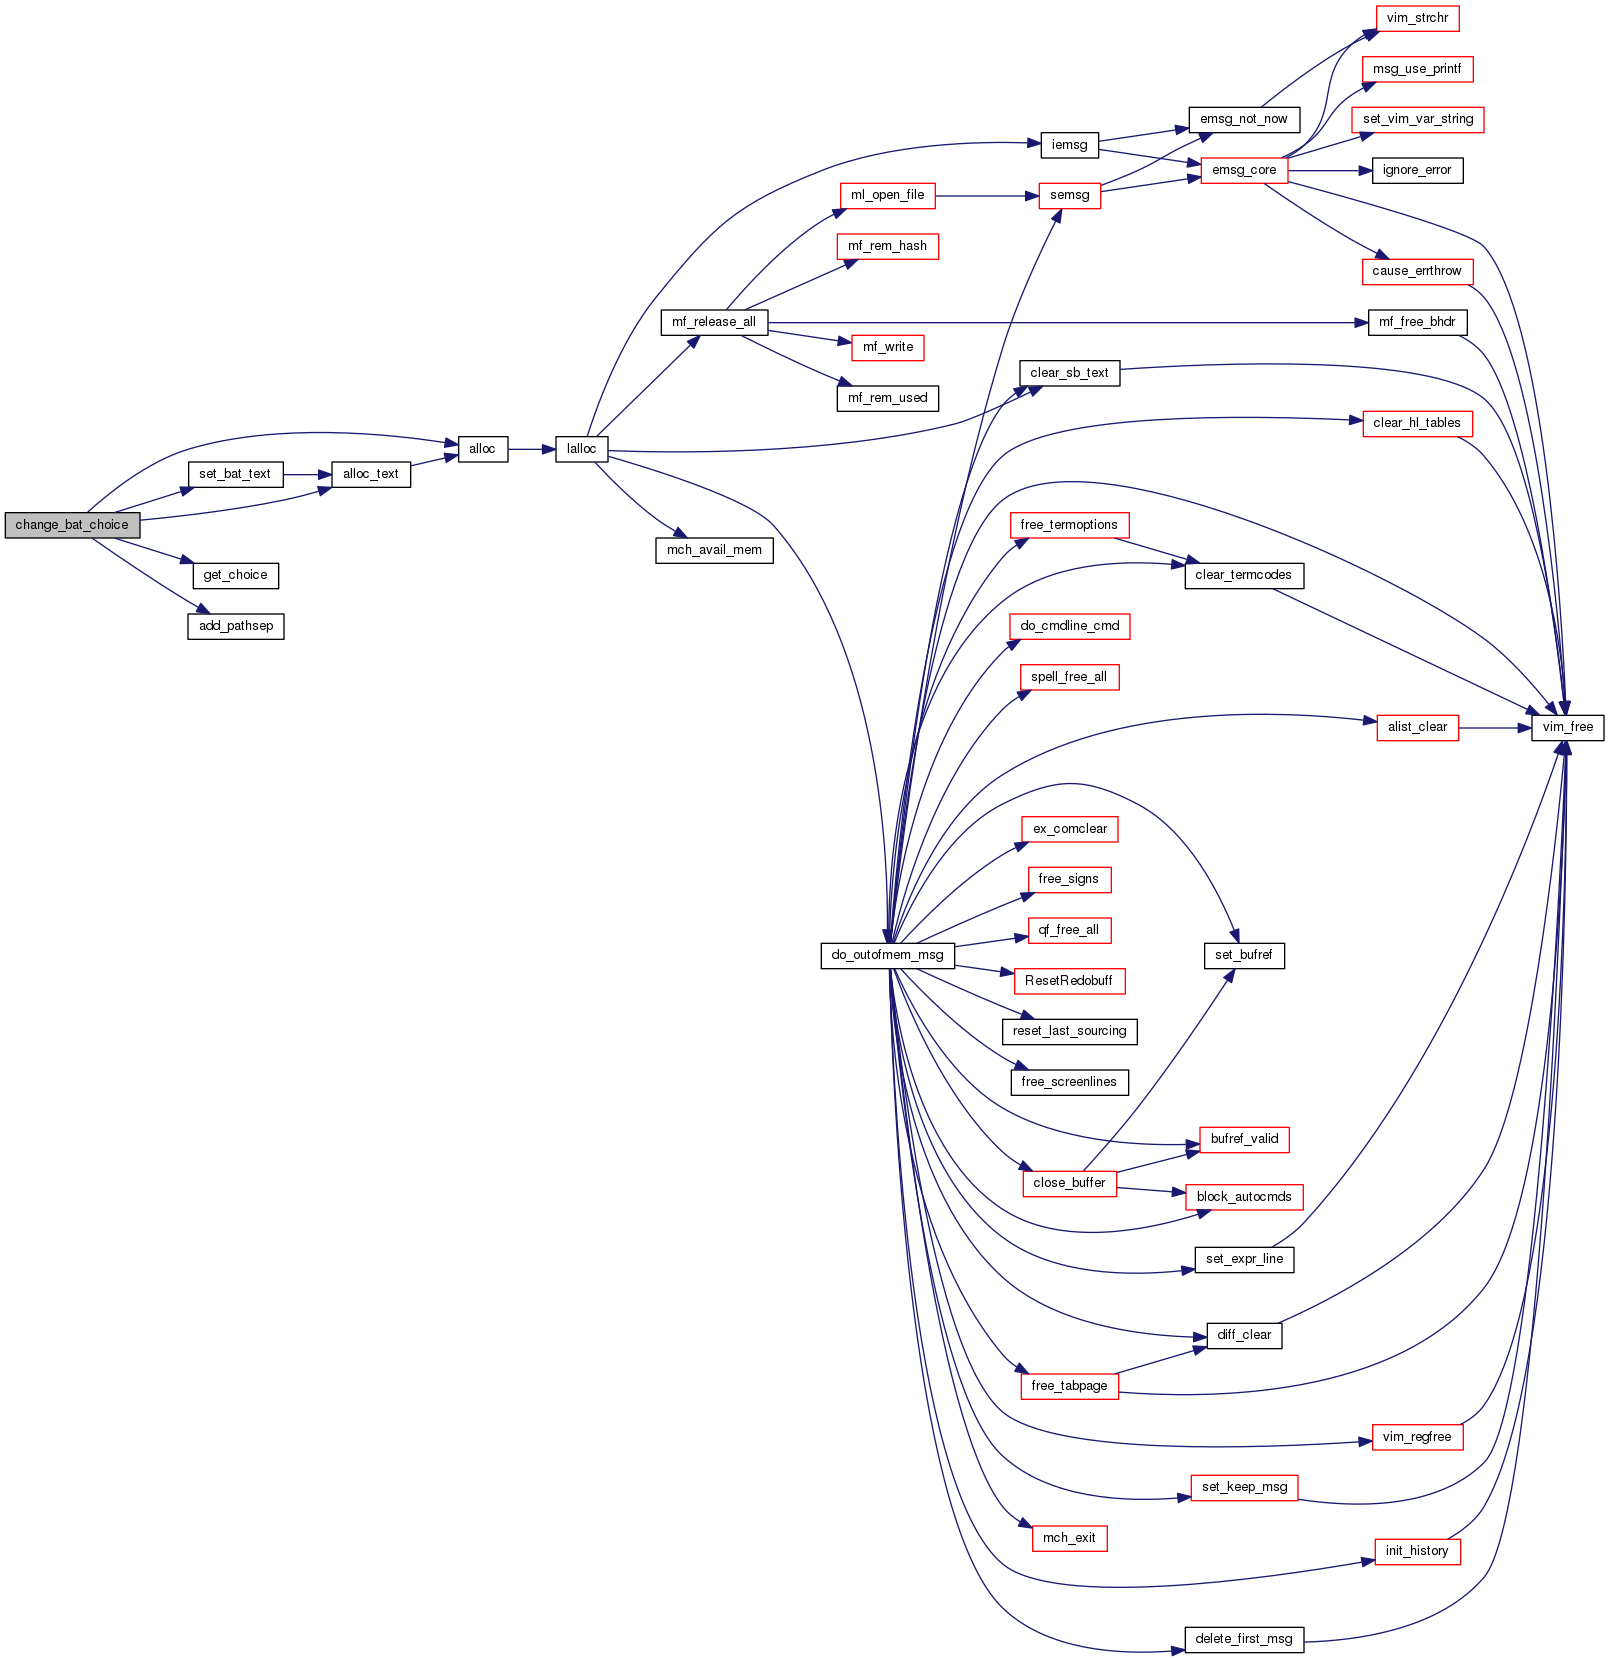 vim_strchr
msg_use_printf
emsg_not_now
set_vim_var_string
iemsg
emsg_core
ignore_error
ml_open_file
semsg
mf_rem_hash
cause_errthrow
mf_release_all
mf_free_bhdr
mf_write
clear_sb_text
mf_rem_used
clear_hl_tables
alloc
lalloc
set_bat_text
alloc_text
change_bat_choice
free_termoptions
mch_avail_mem
get_choice
clear_termcodes
add_pathsep
do_cmdline_cmd
spell_free_all
alist_clear
vim_free
ex_comclear
free_signs
qf_free_all
do_outofmem_msg
set_bufref
ResetRedobuff
reset_last_sourcing
free_screenlines
bufref_valid
close_buffer
block_autocmds
set_expr_line
diff_clear
free_tabpage
vim_regfree
set_keep_msg
mch_exit
init_history
delete_first_msg